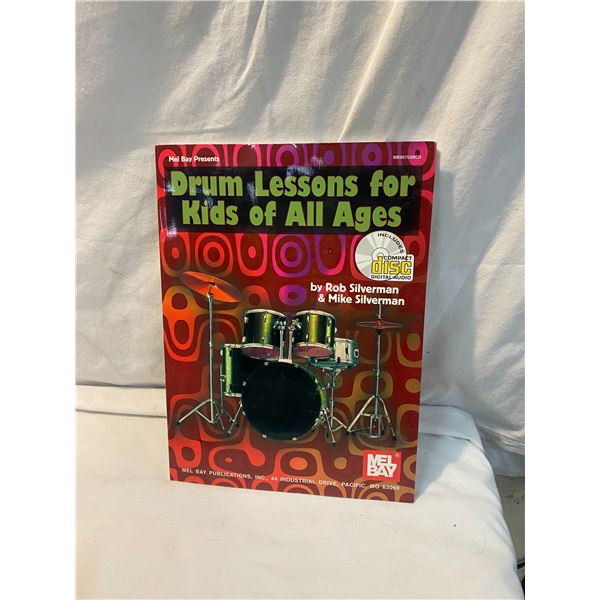 Mel Bay Presents
Drum Lessons for
Kids of All Ages
INCLUDES
COMPACT
disc
DIGITAL AUDIO
by Rob Silverman
& Mike Silverman
MEL
BAY
MEL BAY PUBLICATIONS, INC., #4 INDUSTRIAL DRIVE, PACIFIC, MO 63069